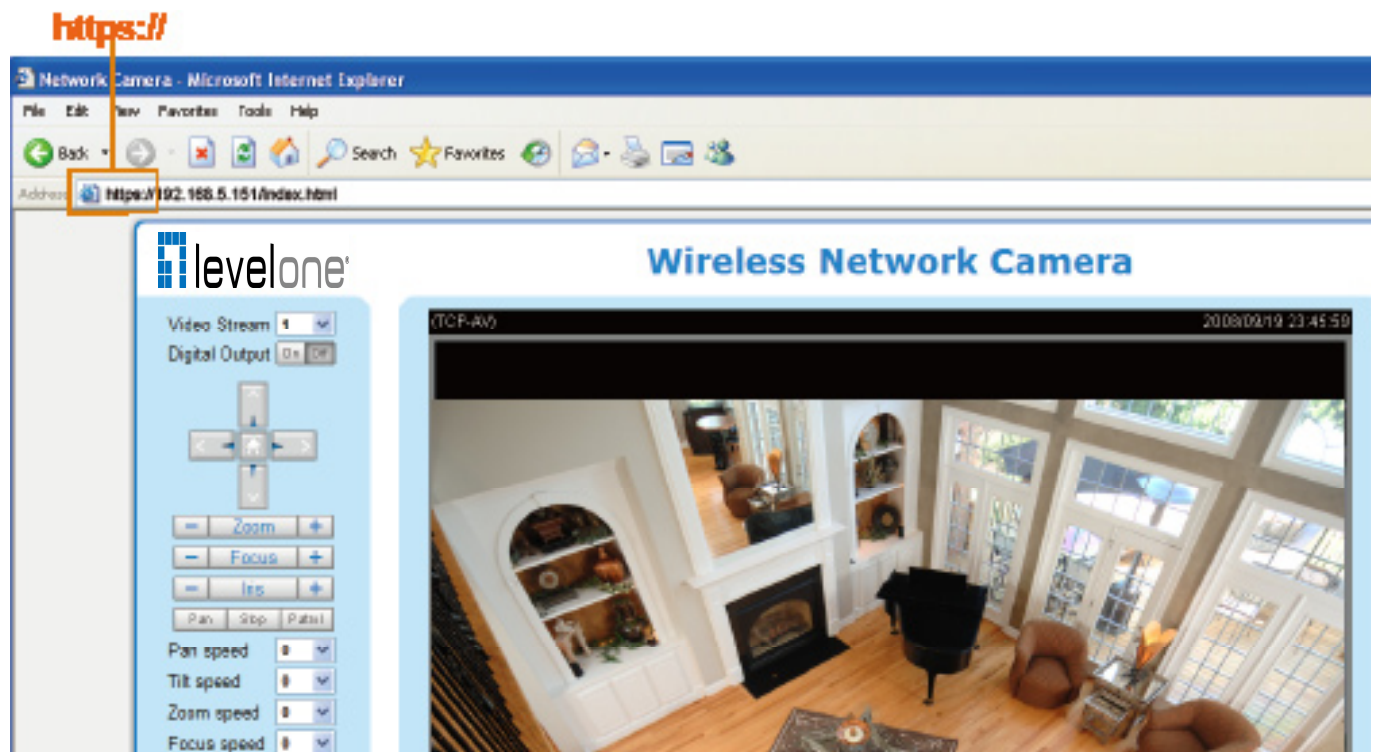 https://
Network Camera - Microsoft Internet Explorer
File Edit View Favorites Tools Help
Back Search Favorites
Address https://192.168.5.151/index.html
levelone
Wireless Network Camera
Video Stream 1
(TCP-AV) 2008/09/19 23:45:59
Digital Output On Off
- Zoom +
- Focus +
- Iris +
Pan Stop Patrol
Pan speed 0
Tilt speed 0
Zoom speed 0
Focus speed 0